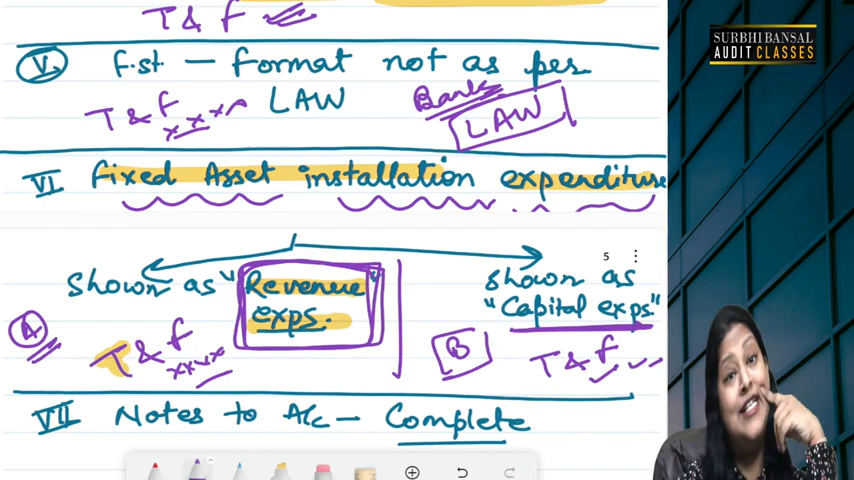 T & f
SURBHI BANSAL
AUDIT CLASSES
V f.st - format not as per
LAW
T & f xxxx
Bank
LAW
VI fixed Asset installation expenditure
5
shown as "Revenue"
exps.
shown as
"Capital exps"
A T & f xxxx
B T & f
VII Notes to A/c - Complete